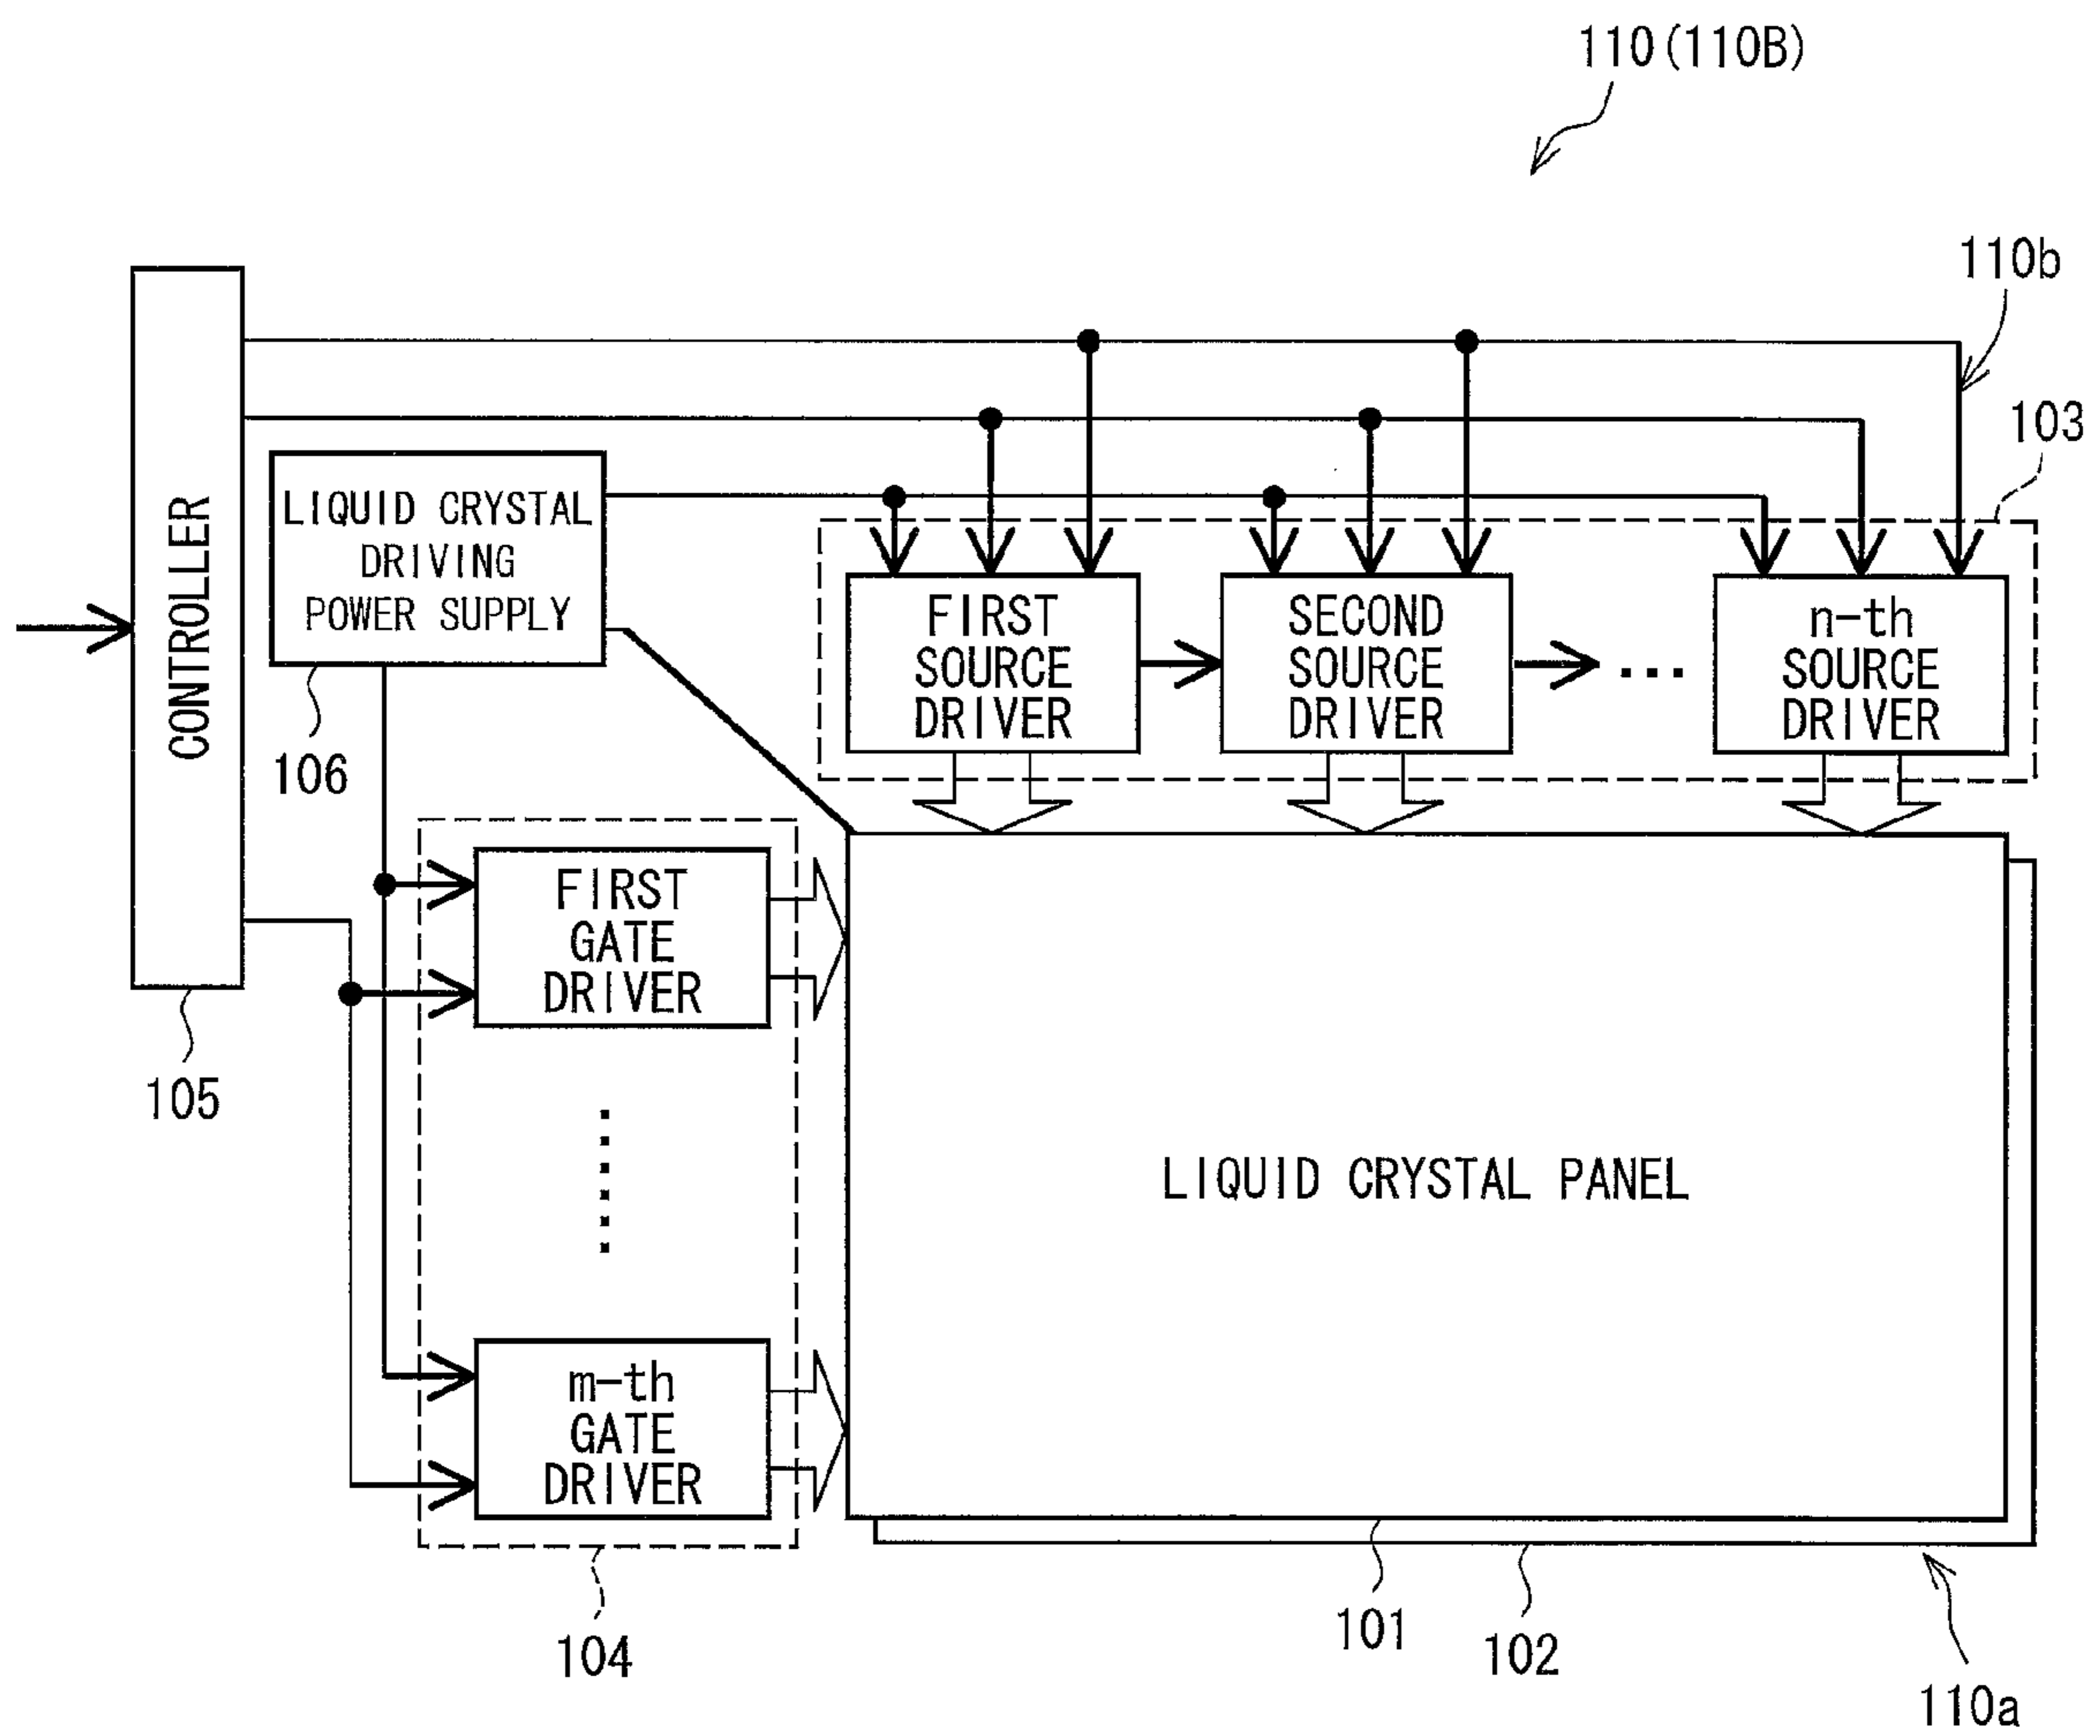 110(110B)
110b
103
CONTROLLER
LIQUID CRYSTAL
DRIVING
POWER SUPPLY
106
FIRST
SOURCE
DRIVER
SECOND
SOURCE
DRIVER
...
n-th
SOURCE
DRIVER
105
FIRST
GATE
DRIVER
......
m-th
GATE
DRIVER
104
LIQUID CRYSTAL PANEL
101
102
110a